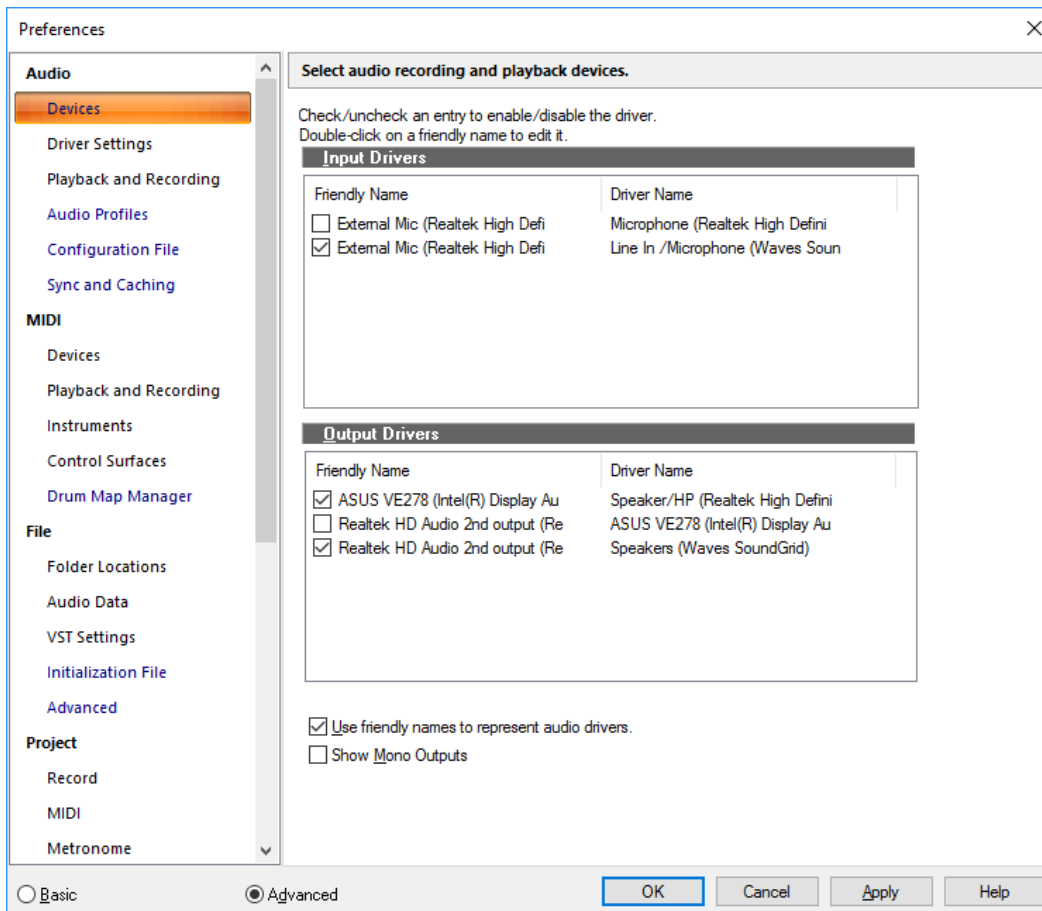 Preferences
Audio
Devices
Driver Settings
Playback and Recording
Audio Profiles
Configuration File
Sync and Caching
MIDI
Devices
Playback and Recording
Instruments
Control Surfaces
Drum Map Manager
File
Folder Locations
Audio Data
VST Settings
Initialization File
Advanced
Project
Record
MIDI
Metronome
Select audio recording and playback devices.
Check/uncheck an entry to enable/disable the driver.
Double-click on a friendly name to edit it.
Input Drivers
Friendly Name Driver Name
External Mic (Realtek High Defi Microphone (Realtek High Defini
External Mic (Realtek High Defi Line In /Microphone (Waves Soun
Output Drivers
Friendly Name Driver Name
ASUS VE278 (Intel(R) Display Au Speaker/HP (Realtek High Defini
Realtek HD Audio 2nd output (Re ASUS VE278 (Intel(R) Display Au
Realtek HD Audio 2nd output (Re Speakers (Waves SoundGrid)
Use friendly names to represent audio drivers.
Show Mono Outputs
Basic Advanced OK Cancel Apply Help